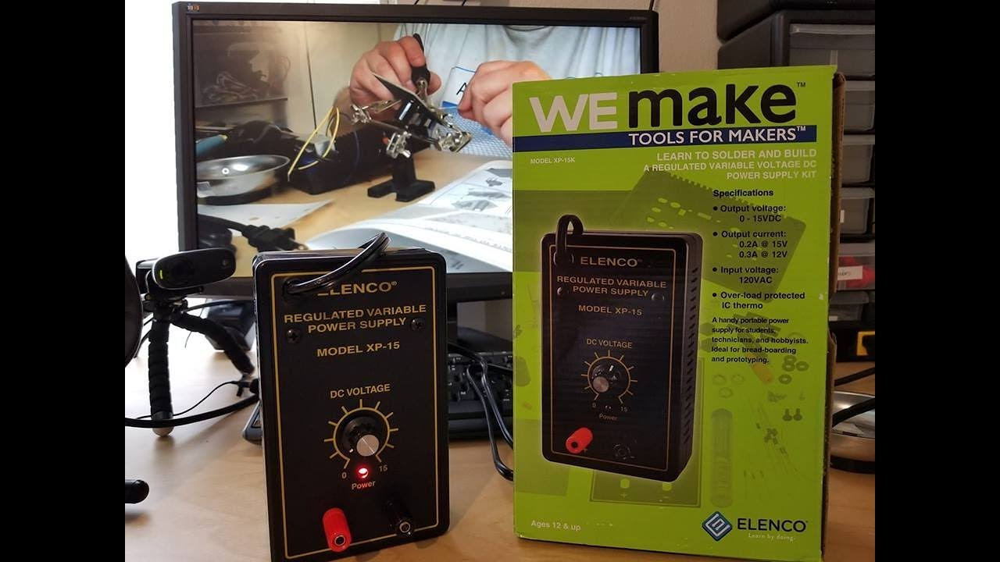 ELENCO®
REGULATED VARIABLE
POWER SUPPLY
MODEL XP-15
DC VOLTAGE
0 15
Power
WE make™
TOOLS FOR MAKERS™
MODEL XP-15K
LEARN TO SOLDER AND BUILD
A REGULATED VARIABLE VOLTAGE DC
POWER SUPPLY KIT
Specifications
• Output voltage:
0 - 15VDC
• Output current:
0.2A @ 15V
0.3A @ 12V
• Input voltage:
120VAC
• Over-load protected
IC thermo
A handy portable power
supply for students,
technicians, and hobbyists.
Ideal for bread-boarding
and prototyping.
ELENCO®
REGULATED VARIABLE
POWER SUPPLY
MODEL XP-15
DC VOLTAGE
0 15
Power
+
Ages 12 & up
ELENCO®
Learn by doing.